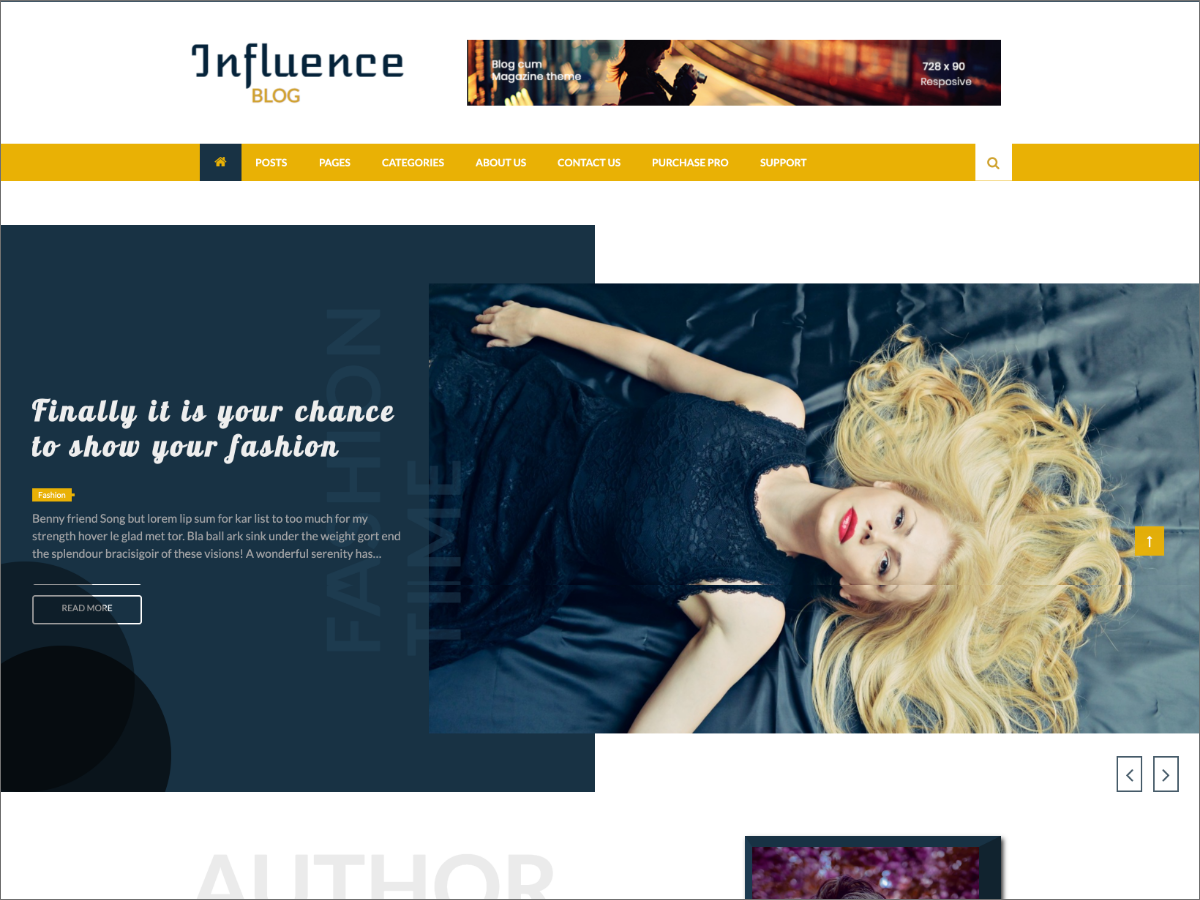 Influence
BLOG
Blog cum
Magazine theme
728 x 90
Resposive
POSTS PAGES CATEGORIES ABOUT US CONTACT US PURCHASE PRO SUPPORT
FASHION
TIME
Finally it is your chance
to show your fashion
Fashion
Benny friend Song but lorem lip sum for kar list to too much for my
strength hover le glad met tor. Bla ball ark sink under the weight gort end
the splendour bracisigoir of these visions! A wonderful serenity has...
READ MORE
AUTHOR